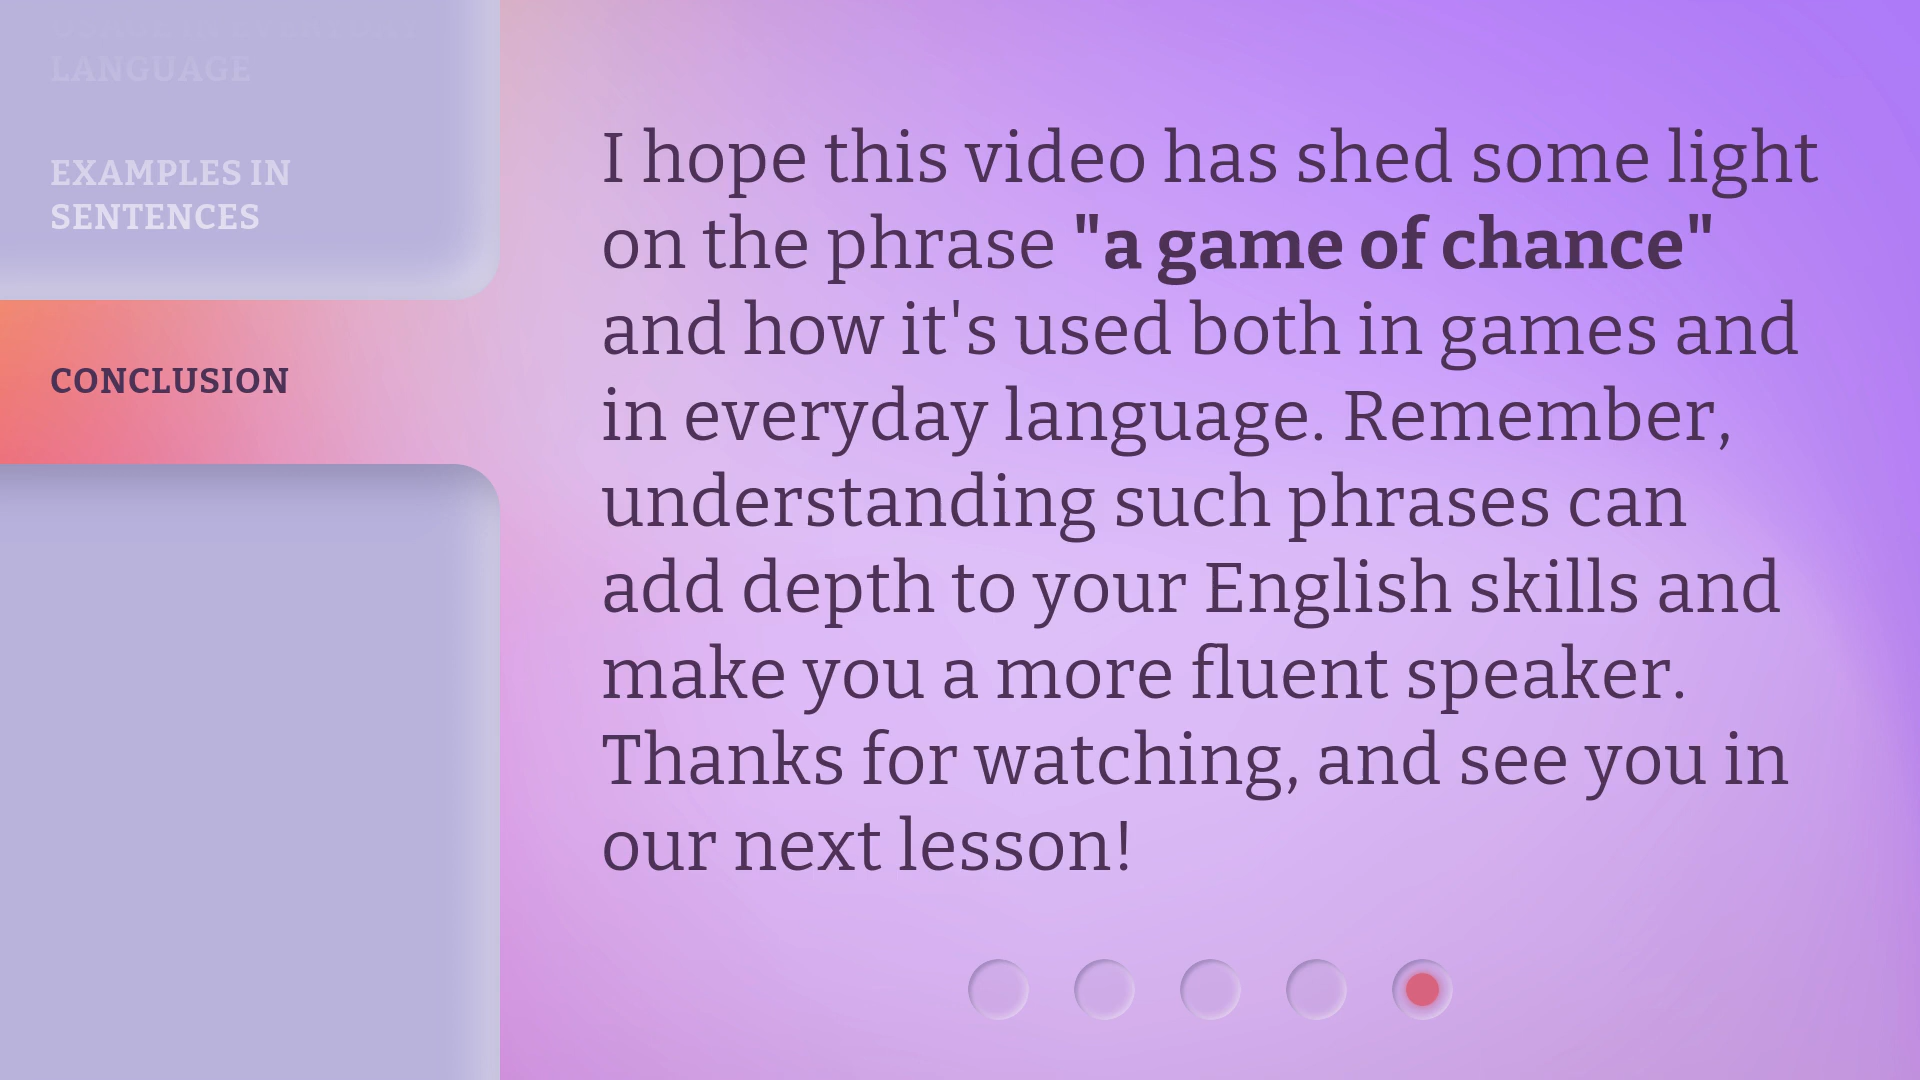 LANGUAGE
EXAMPLES IN
SENTENCES
CONCLUSION
I hope this video has shed some light
on the phrase "a game of chance"
and how it's used both in games and
in everyday language. Remember,
understanding such phrases can
add depth to your English skills and
make you a more fluent speaker.
Thanks for watching, and see you in
our next lesson!